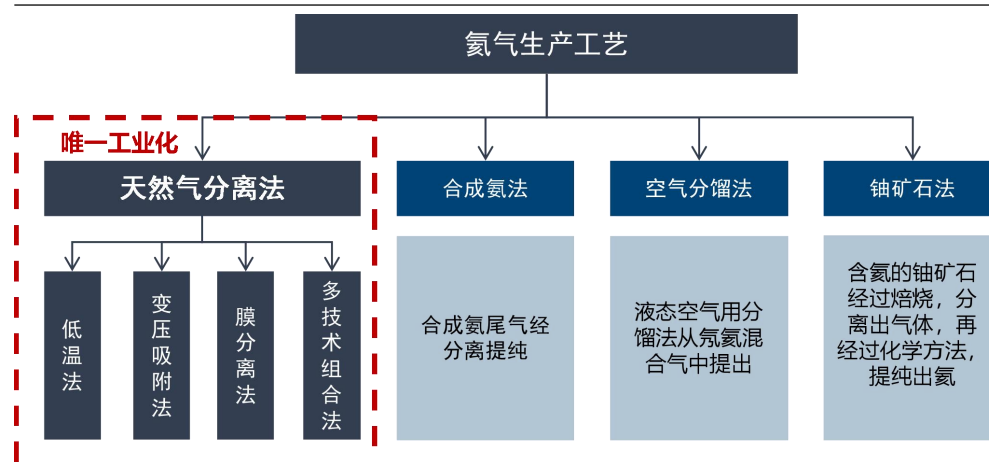 氦气生产工艺
唯一工业化
天然气分离法
合成氨法
空气分馏法
铀矿石法
低温法
变压吸附法
膜分离法
多技术组合法
合成氨尾气经
分离提纯
液态空气用分
馏法从氖氦混
合气中提出
含氦的铀矿石
经过焙烧，分
离出气体，再
经过化学方法，
提纯出氦